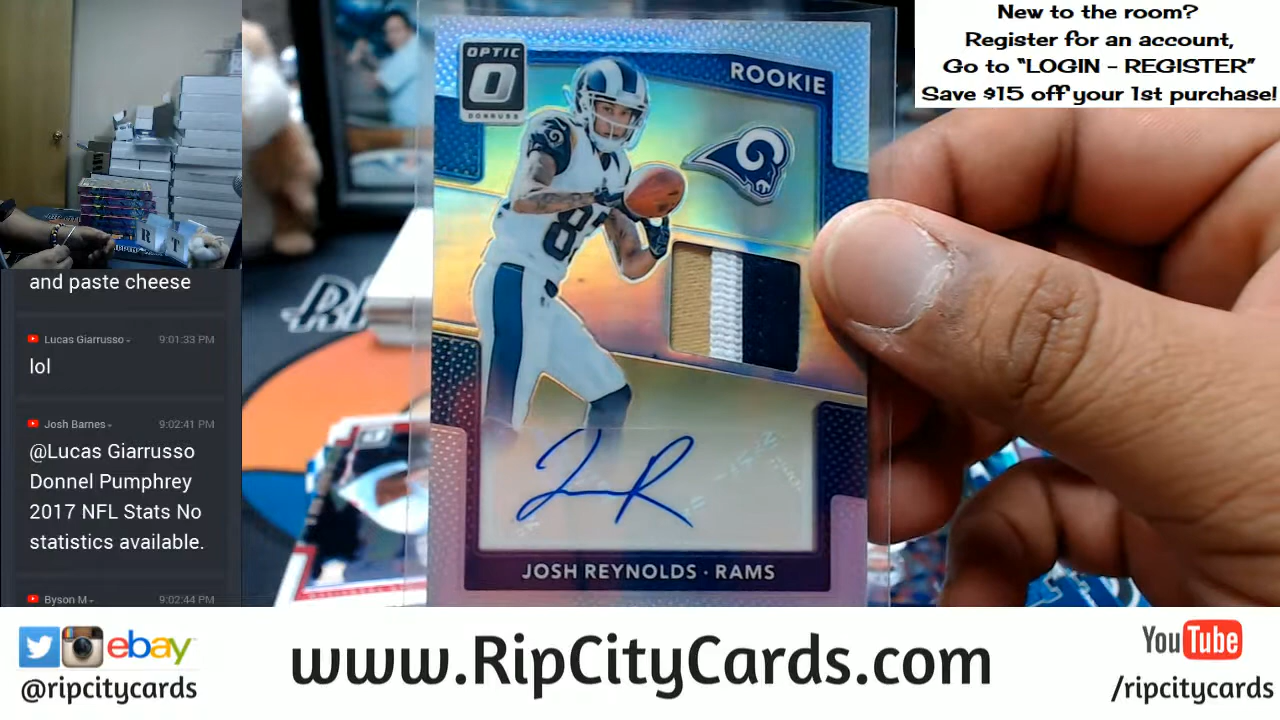 New to the room?
Register for an account,
Go to "LOGIN - REGISTER"
Save $15 off your 1st purchase!
OPTIC
O
DONRUSS
ROOKIE
8
JOSH REYNOLDS · RAMS
R T
and paste cheese
Lucas Giarrusso 9:01:33 PM
lol
Josh Barnes 9:02:41 PM
@Lucas Giarrusso
Donnel Pumphrey
2017 NFL Stats No
statistics available.
Byson M 9:02:44 PM
ebay
@ripcitycards
www.RipCityCards.com
YouTube
/ripcitycards